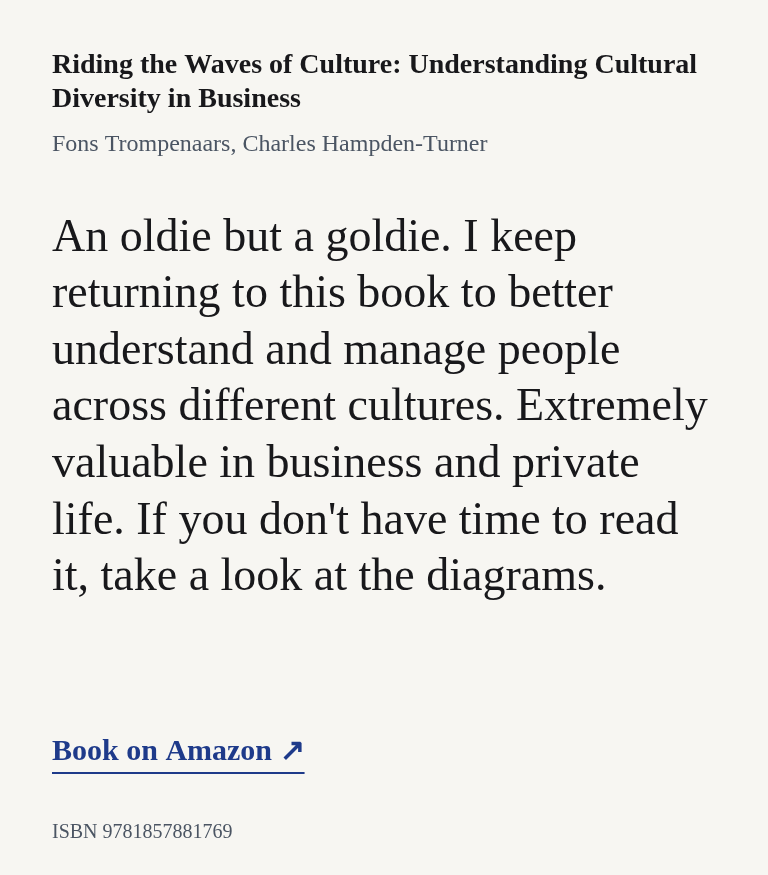 Riding the Waves of Culture: Understanding Cultural
Diversity in Business
Fons Trompenaars, Charles Hampden-Turner
An oldie but a goldie. I keep
returning to this book to better
understand and manage people
across different cultures. Extremely
valuable in business and private
life. If you don't have time to read
it, take a look at the diagrams.
Book on Amazon ↗
ISBN 9781857881769